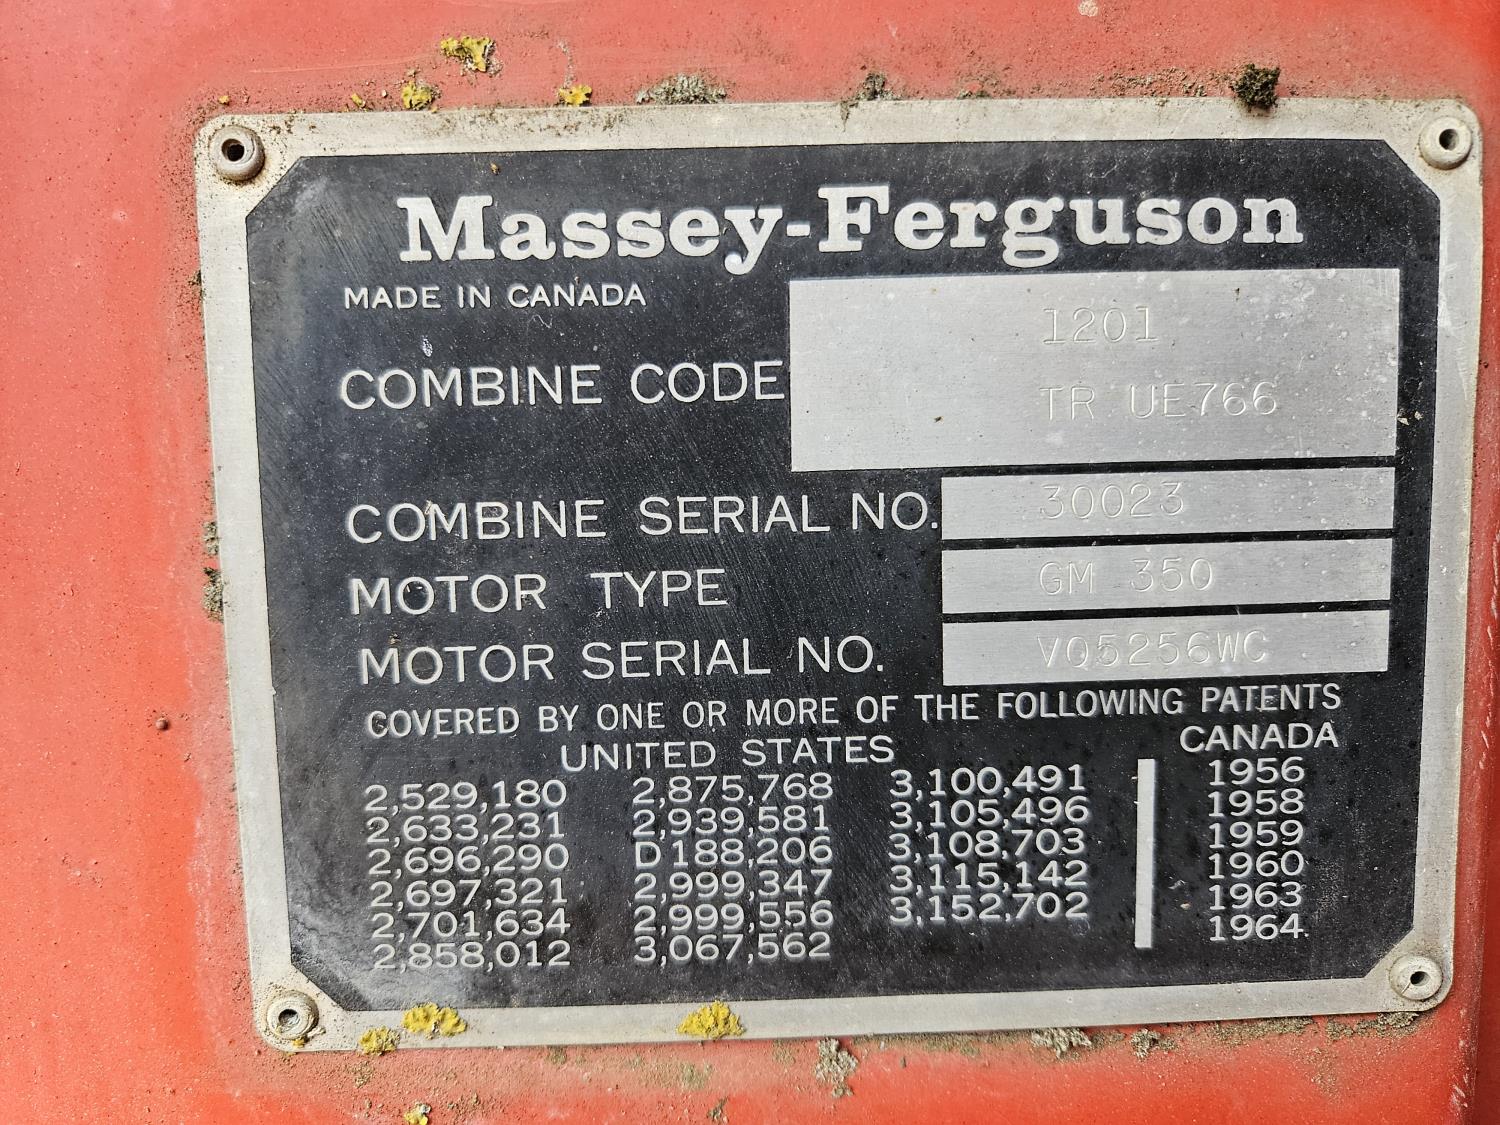 Massey-Ferguson
MADE IN CANADA
1201
COMBINE CODE TR UE766
COMBINE SERIAL NO. 30023
MOTOR TYPE GM 350
MOTOR SERIAL NO. V05256WC
COVERED BY ONE OR MORE OF THE FOLLOWING PATENTS
UNITED STATES CANADA
2,529,180 2,875,768 3,100,491 1956
2,633,231 2,939,581 3,105,496 1958
2,696,290 D188,206 3,108,703 1959
2,697,321 2,999,347 3,115,142 1960
2,701,634 2,999,556 3,152,702 1963
2,858,012 3,067,562 1964